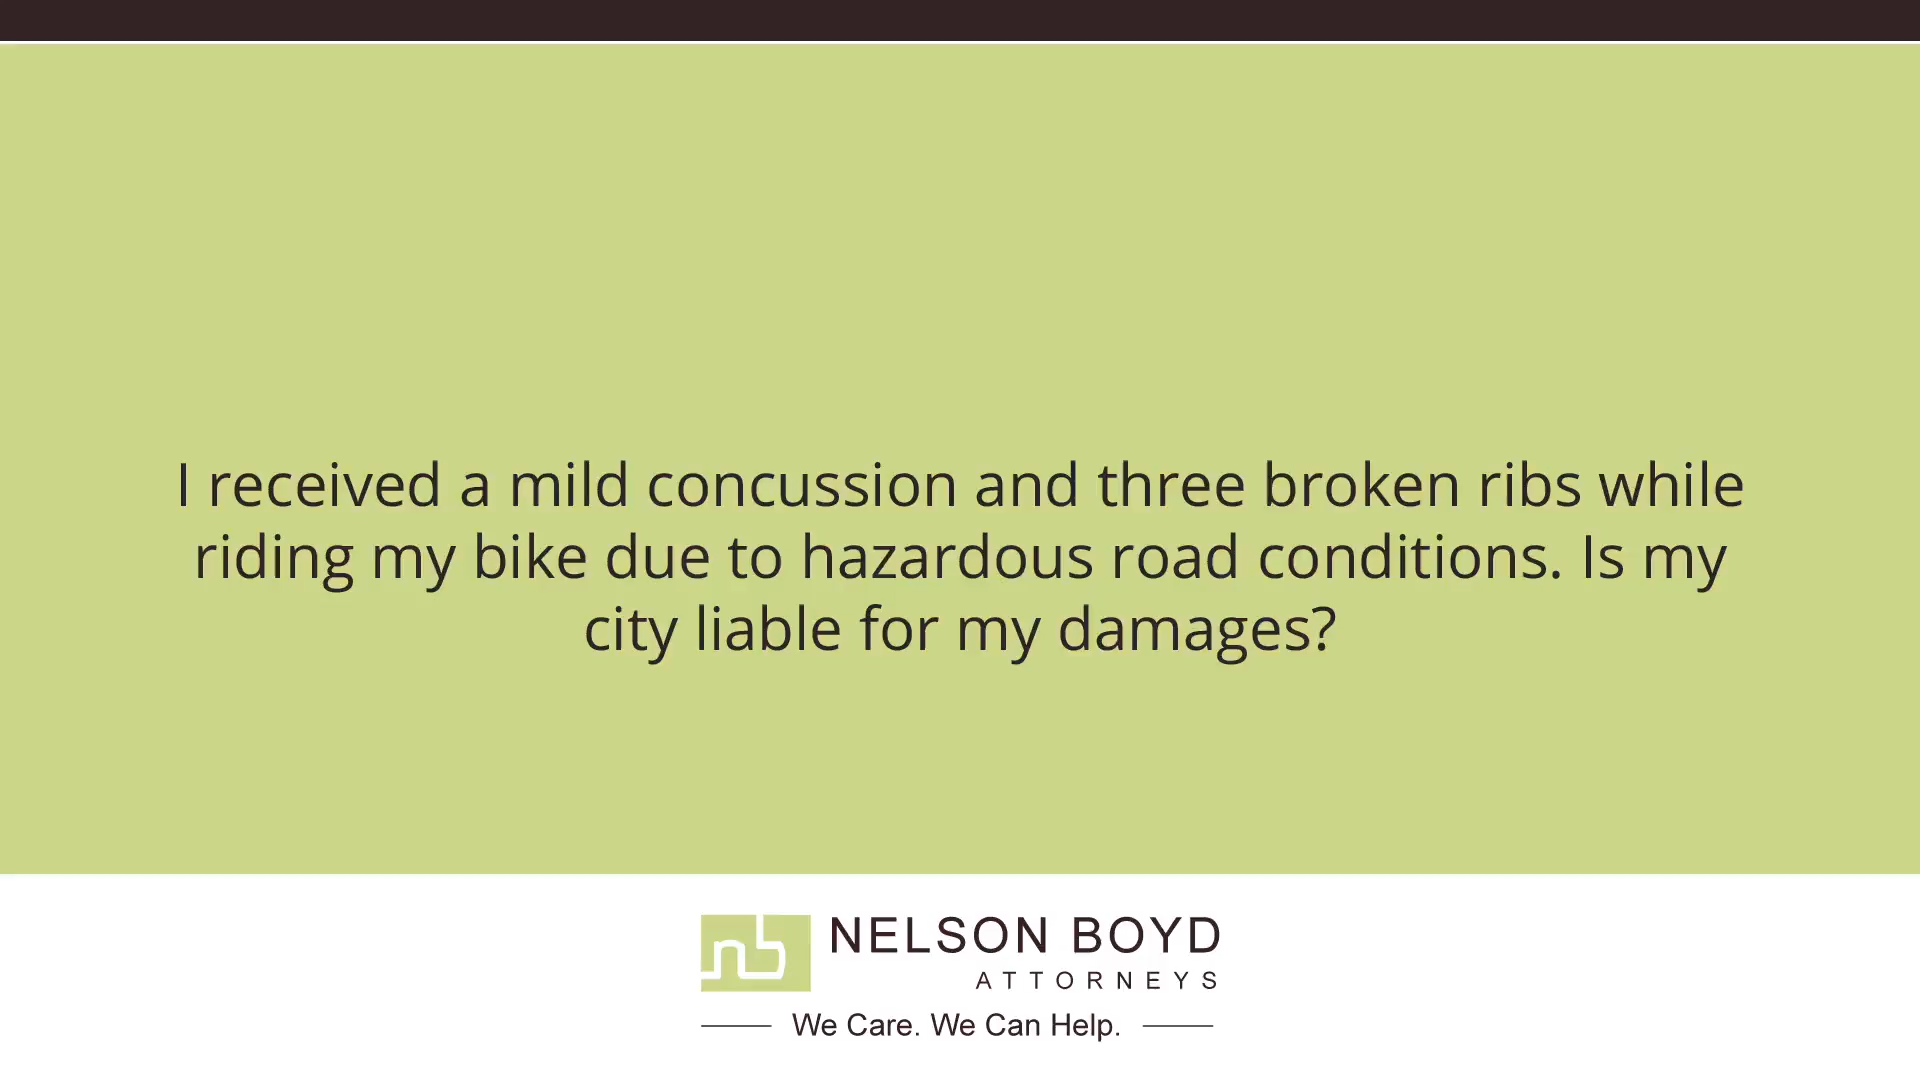 I received a mild concussion and three broken ribs while
riding my bike due to hazardous road conditions. Is my
city liable for my damages?
nb NELSON BOYD
ATTORNEYS
We Care. We Can Help.